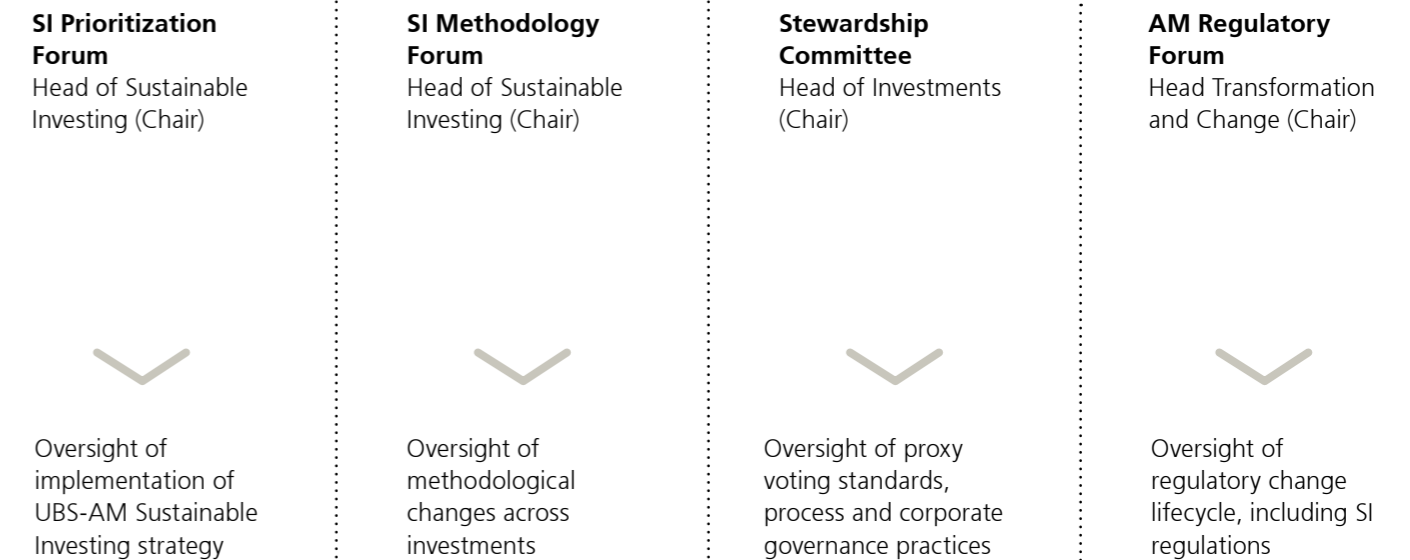 SI Prioritization
Forum
Head of Sustainable
Investing (Chair)
Oversight of
implementation of
UBS-AM Sustainable
Investing strategy
SI Methodology
Forum
Head of Sustainable
Investing (Chair)
Oversight of
methodological
changes across
investments
Stewardship
Committee
Head of Investments
(Chair)
Oversight of proxy
voting standards,
process and corporate
governance practices
AM Regulatory
Forum
Head Transformation
and Change (Chair)
Oversight of
regulatory change
lifecycle, including SI
regulations